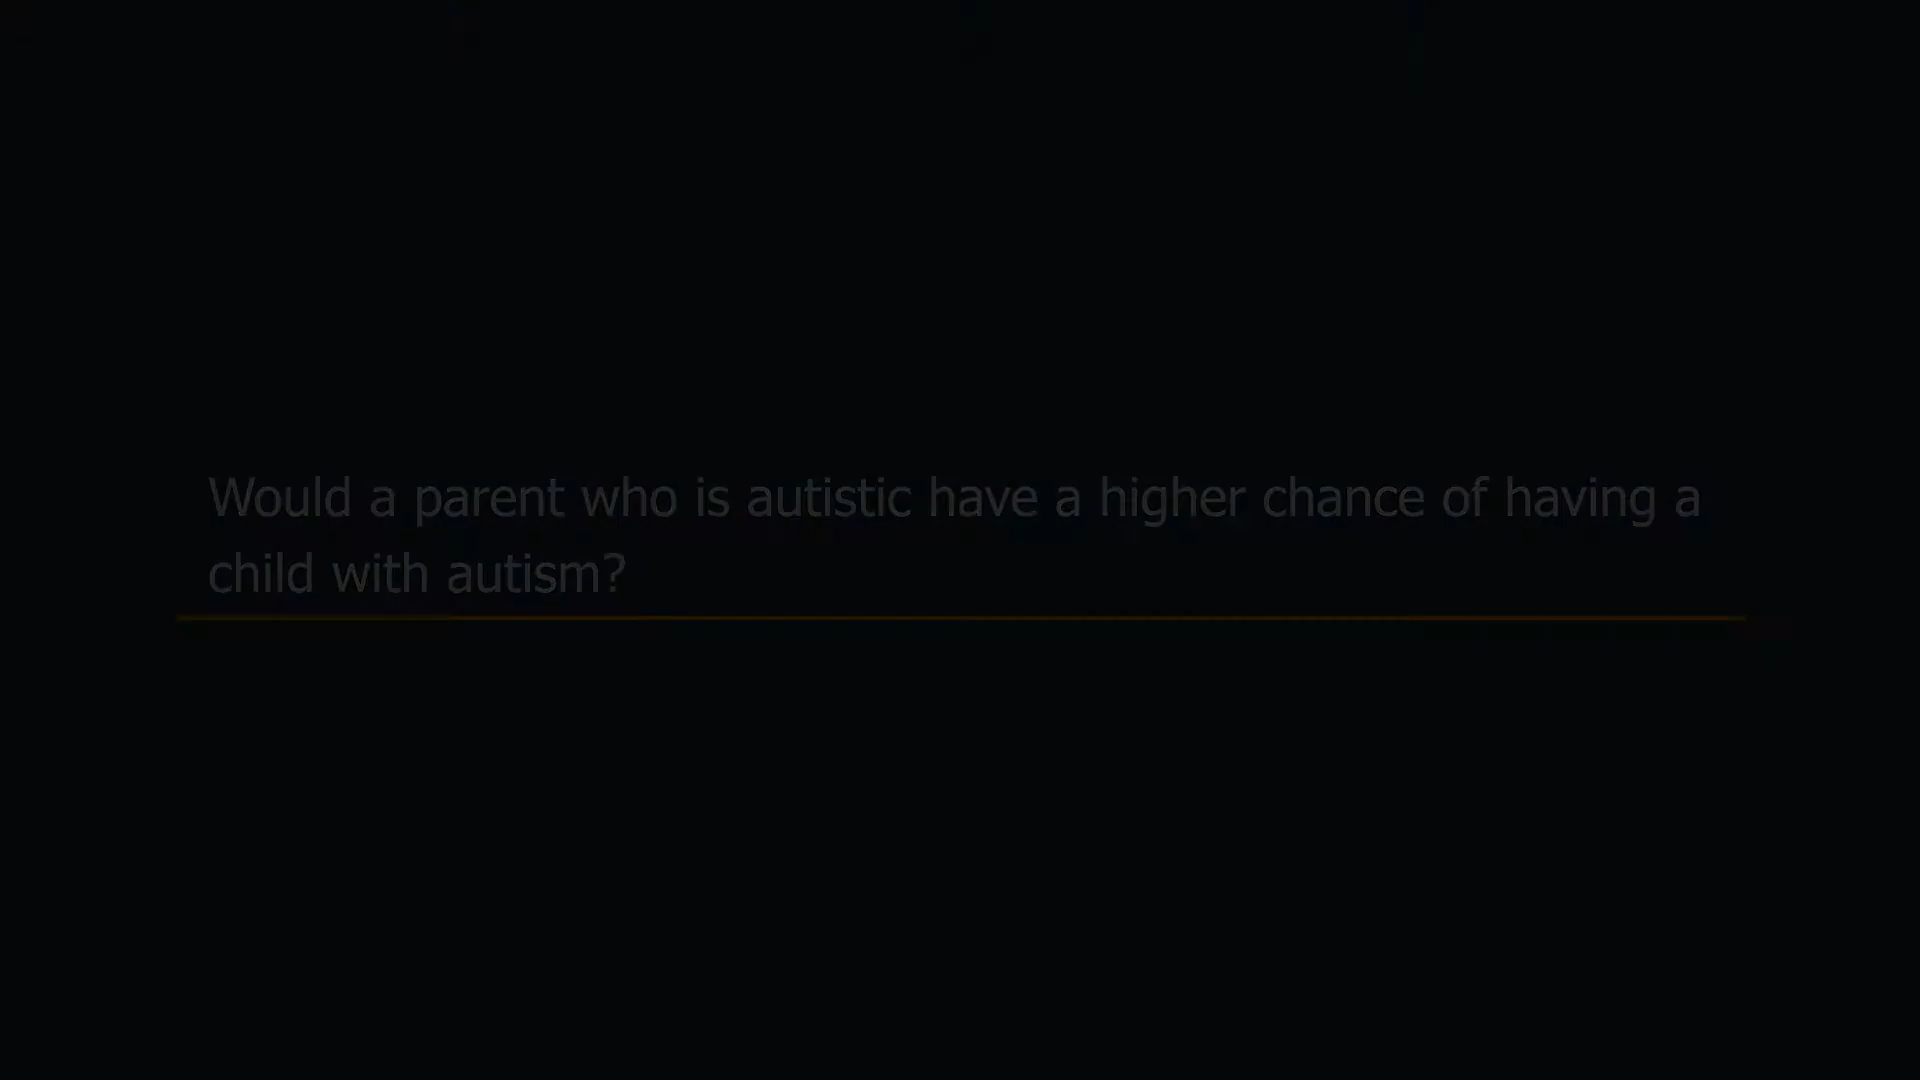 Would a parent who is autistic have a higher chance of having a
child with autism?